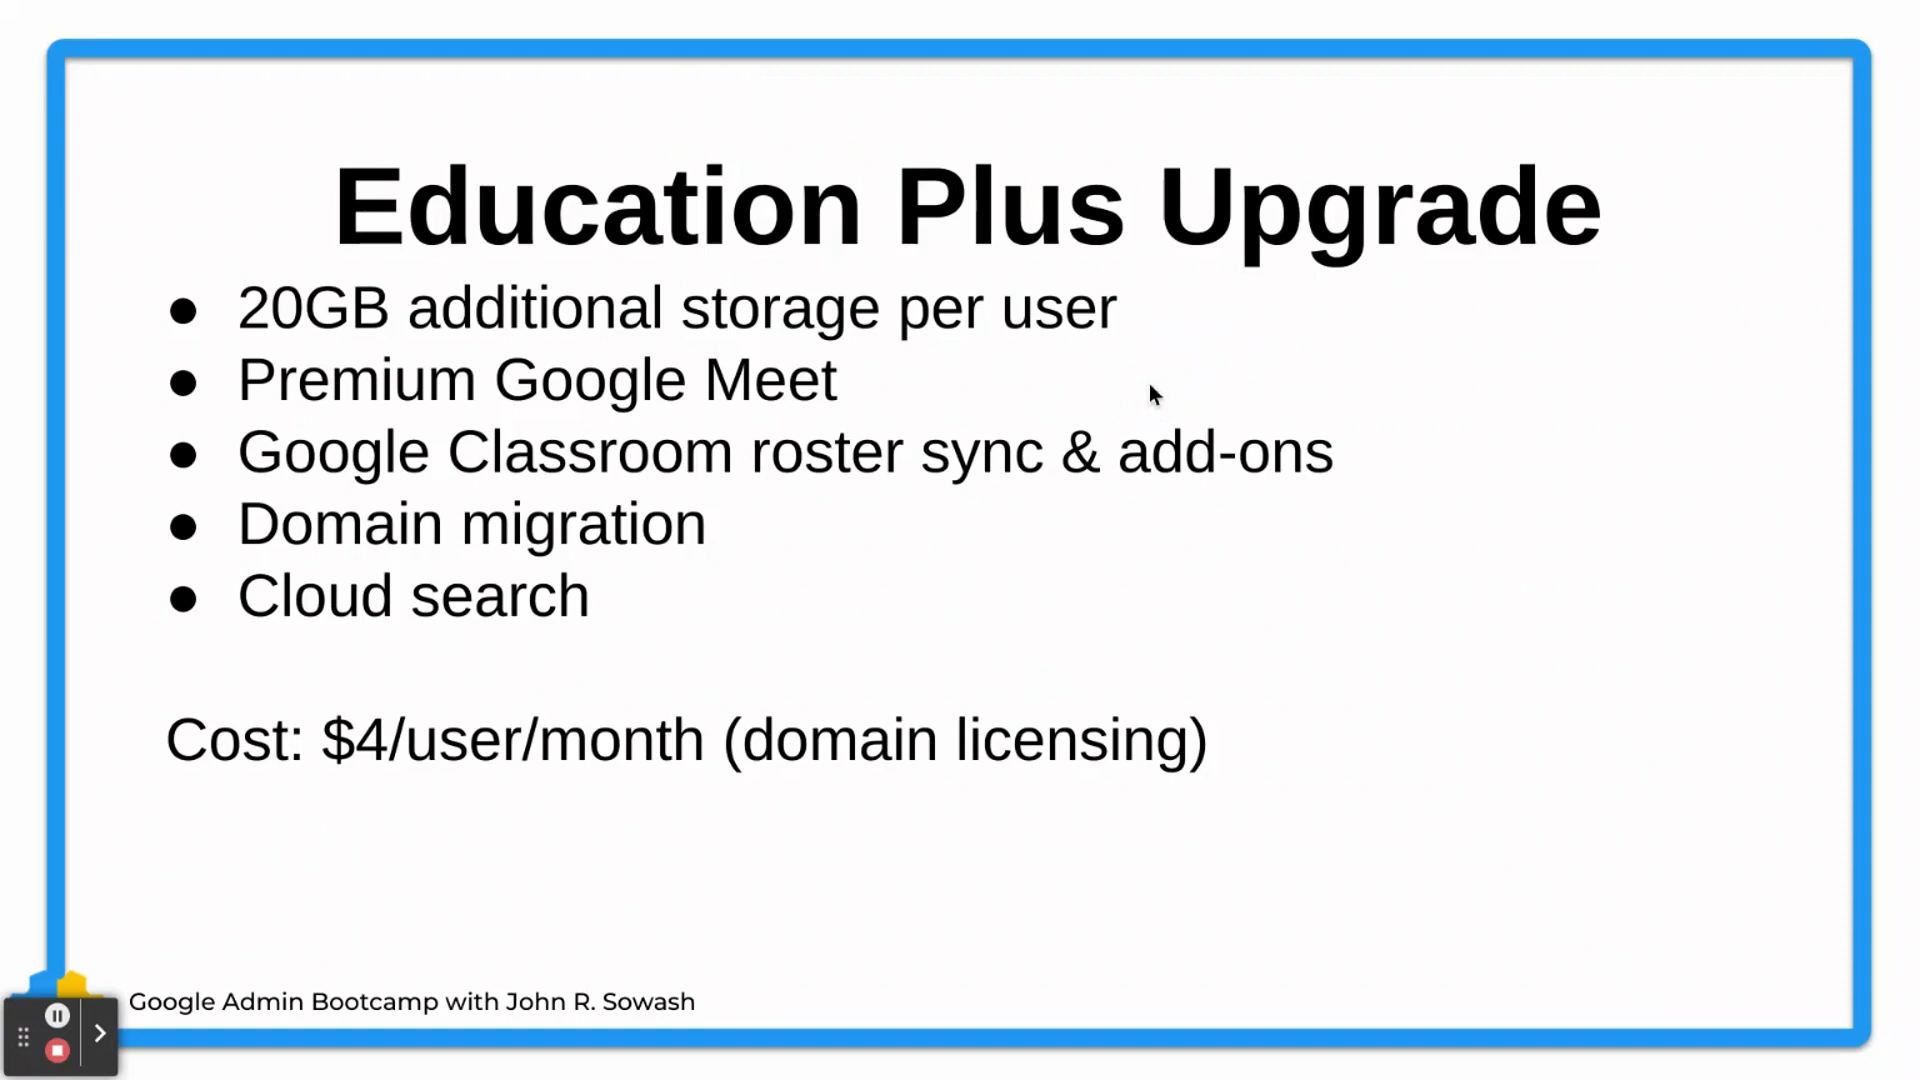 Education Plus Upgrade
● 20GB additional storage per user
● Premium Google Meet
● Google Classroom roster sync & add-ons
● Domain migration
● Cloud search
Cost: $4/user/month (domain licensing)
Google Admin Bootcamp with John R. Sowash